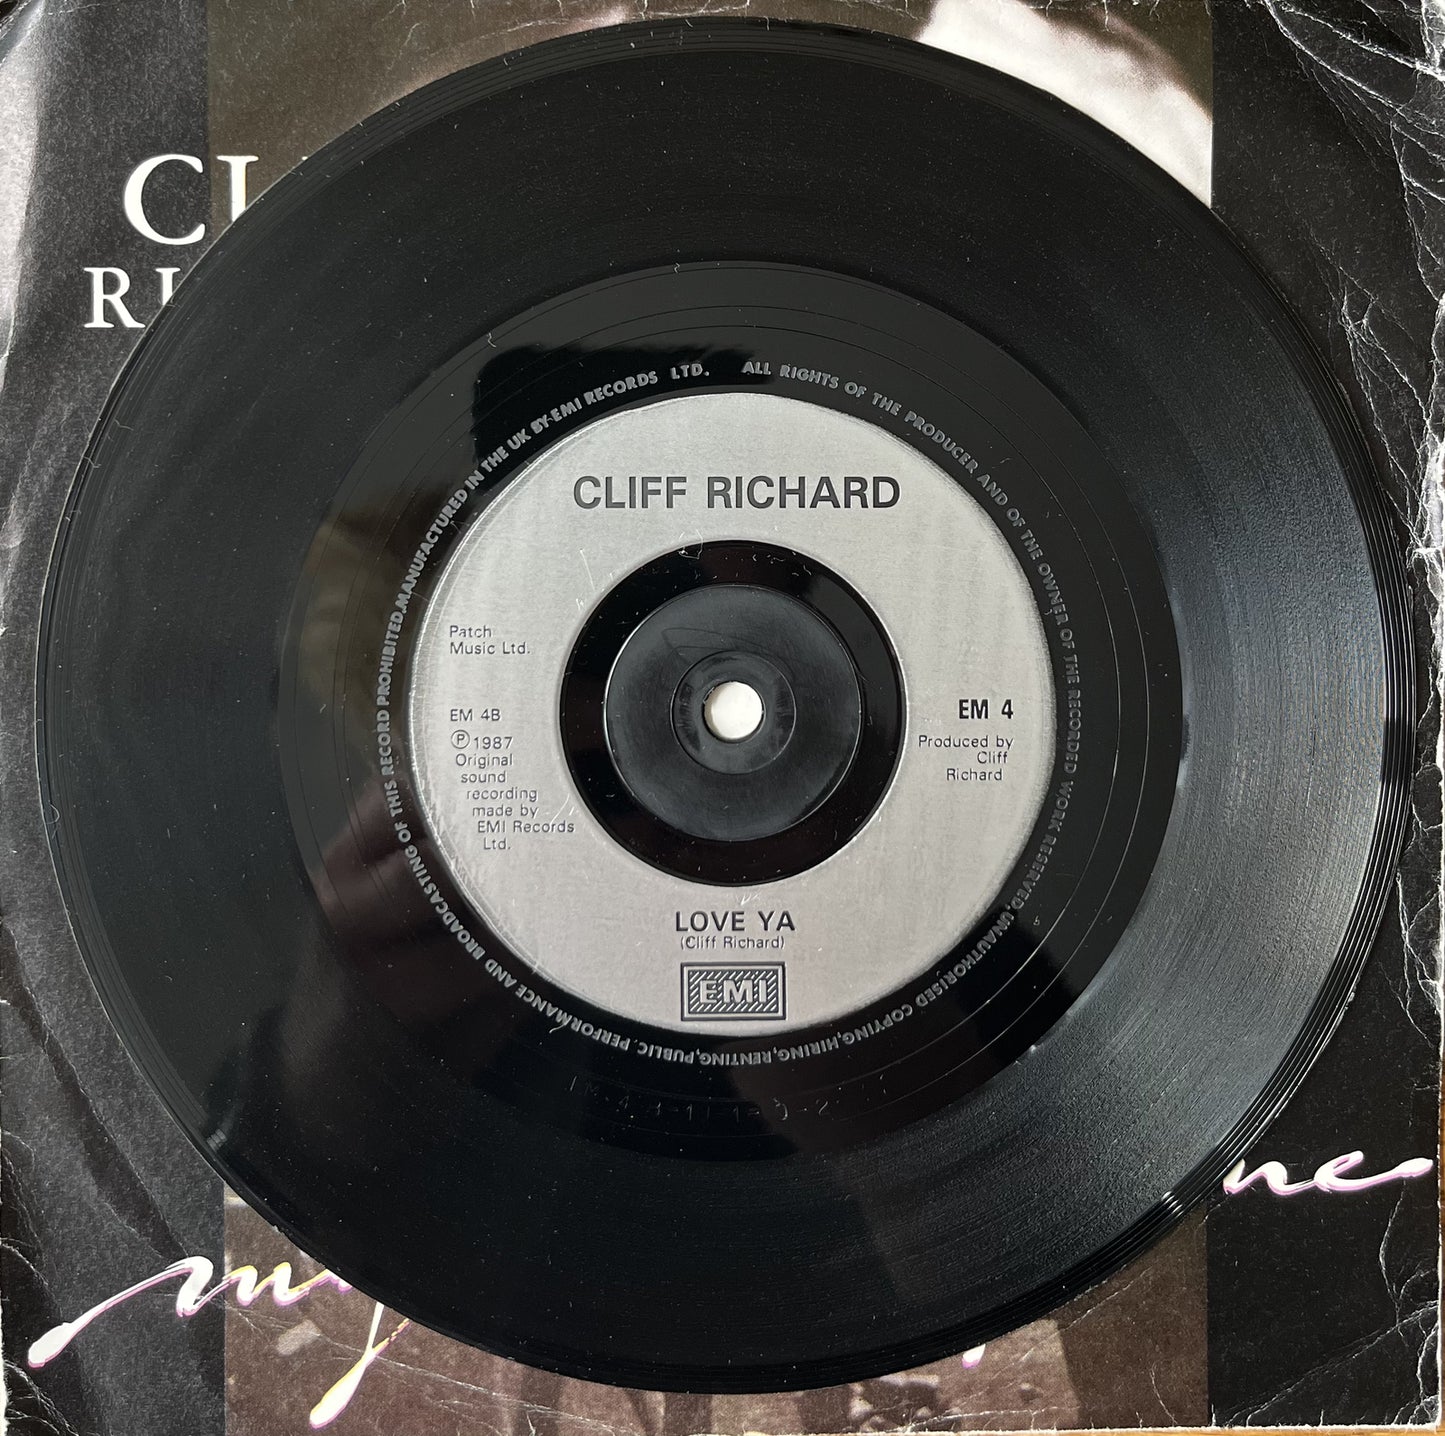 CLIFF RICHARD
Patch
Music Ltd.
EM 4B
Ⓟ 1987
Original
sound
recording
made by
EMI Records
Ltd.
EM 4
Produced by
Cliff
Richard
LOVE YA
(Cliff Richard)
EMI
ALL RIGHTS OF THE PRODUCER AND OF THE OWNER OF THE RECORDED WORK RESERVED,UNAUTHORISED COPYING,HIRING,RENTING,PUBLIC PERFORMANCE AND BROADCASTING OF THIS RECORD PROHIBITED.MANUFACTURED IN THE UK BY-EMI RECORDS LTD.
my